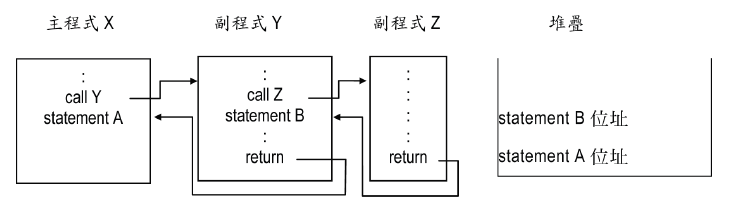 主程式 X 副程式 Y 副程式 Z 堆疊
:
call Y
statement A
:
call Z
statement B
:
return
:
:
:
:
return
statement B 位址
statement A 位址